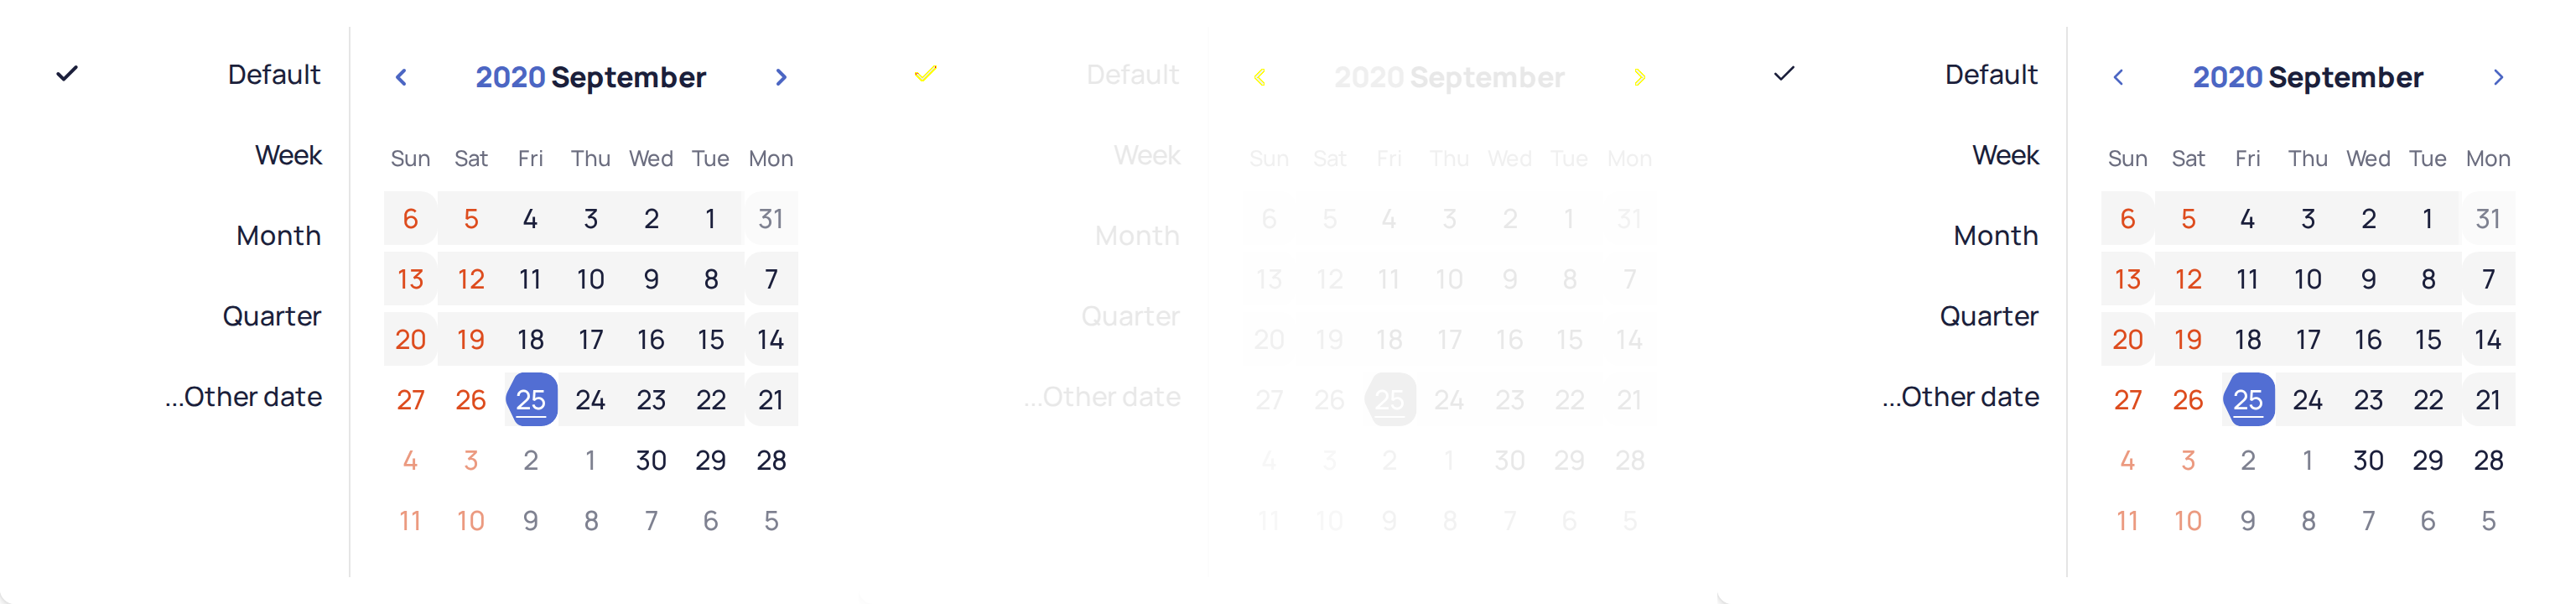 Default
Week
Month
Quarter
...Other date
2020 September
Sun Sat Fri Thu Wed Tue Mon
6 5 4 3 2 1 31
13 12 11 10 9 8 7
20 19 18 17 16 15 14
27 26 25 24 23 22 21
4 3 2 1 30 29 28
11 10 9 8 7 6 5
Default
Week
Month
Quarter
...Other date
2020 September
Sun Sat Fri Thu Wed Tue Mon
6 5 4 3 2 1 31
13 12 11 10 9 8 7
20 19 18 17 16 15 14
27 26 25 24 23 22 21
4 3 2 1 30 29 28
11 10 9 8 7 6 5
Default
Week
Month
Quarter
...Other date
2020 September
Sun Sat Fri Thu Wed Tue Mon
6 5 4 3 2 1 31
13 12 11 10 9 8 7
20 19 18 17 16 15 14
27 26 25 24 23 22 21
4 3 2 1 30 29 28
11 10 9 8 7 6 5